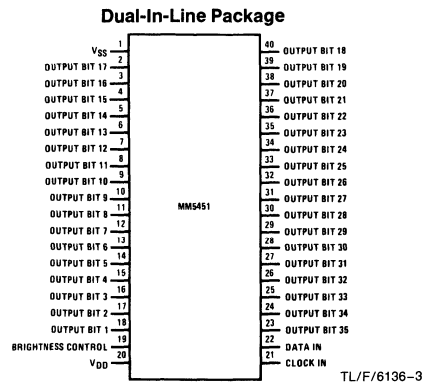 Dual-In-Line Package
VSS 1
OUTPUT BIT 17 2
OUTPUT BIT 16 3
OUTPUT BIT 15 4
OUTPUT BIT 14 5
OUTPUT BIT 13 6
OUTPUT BIT 12 7
OUTPUT BIT 11 8
OUTPUT BIT 10 9
OUTPUT BIT 9 10
OUTPUT BIT 8 11
OUTPUT BIT 7 12
OUTPUT BIT 6 13
OUTPUT BIT 5 14
OUTPUT BIT 4 15
OUTPUT BIT 3 16
OUTPUT BIT 2 17
OUTPUT BIT 1 18
BRIGHTNESS CONTROL 19
VDD 20
MM5451
40 OUTPUT BIT 18
39 OUTPUT BIT 19
38 OUTPUT BIT 20
37 OUTPUT BIT 21
36 OUTPUT BIT 22
35 OUTPUT BIT 23
34 OUTPUT BIT 24
33 OUTPUT BIT 25
32 OUTPUT BIT 26
31 OUTPUT BIT 27
30 OUTPUT BIT 28
29 OUTPUT BIT 29
28 OUTPUT BIT 30
27 OUTPUT BIT 31
26 OUTPUT BIT 32
25 OUTPUT BIT 33
24 OUTPUT BIT 34
23 OUTPUT BIT 35
22 DATA IN
21 CLOCK IN
TL/F/6136–3